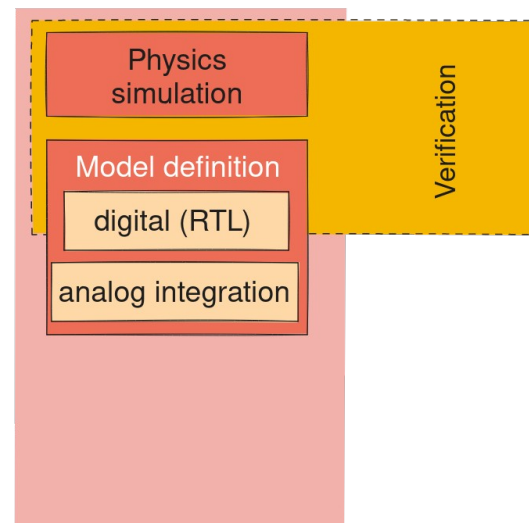 Physics
simulation
Verification
Model definition
digital (RTL)
analog integration